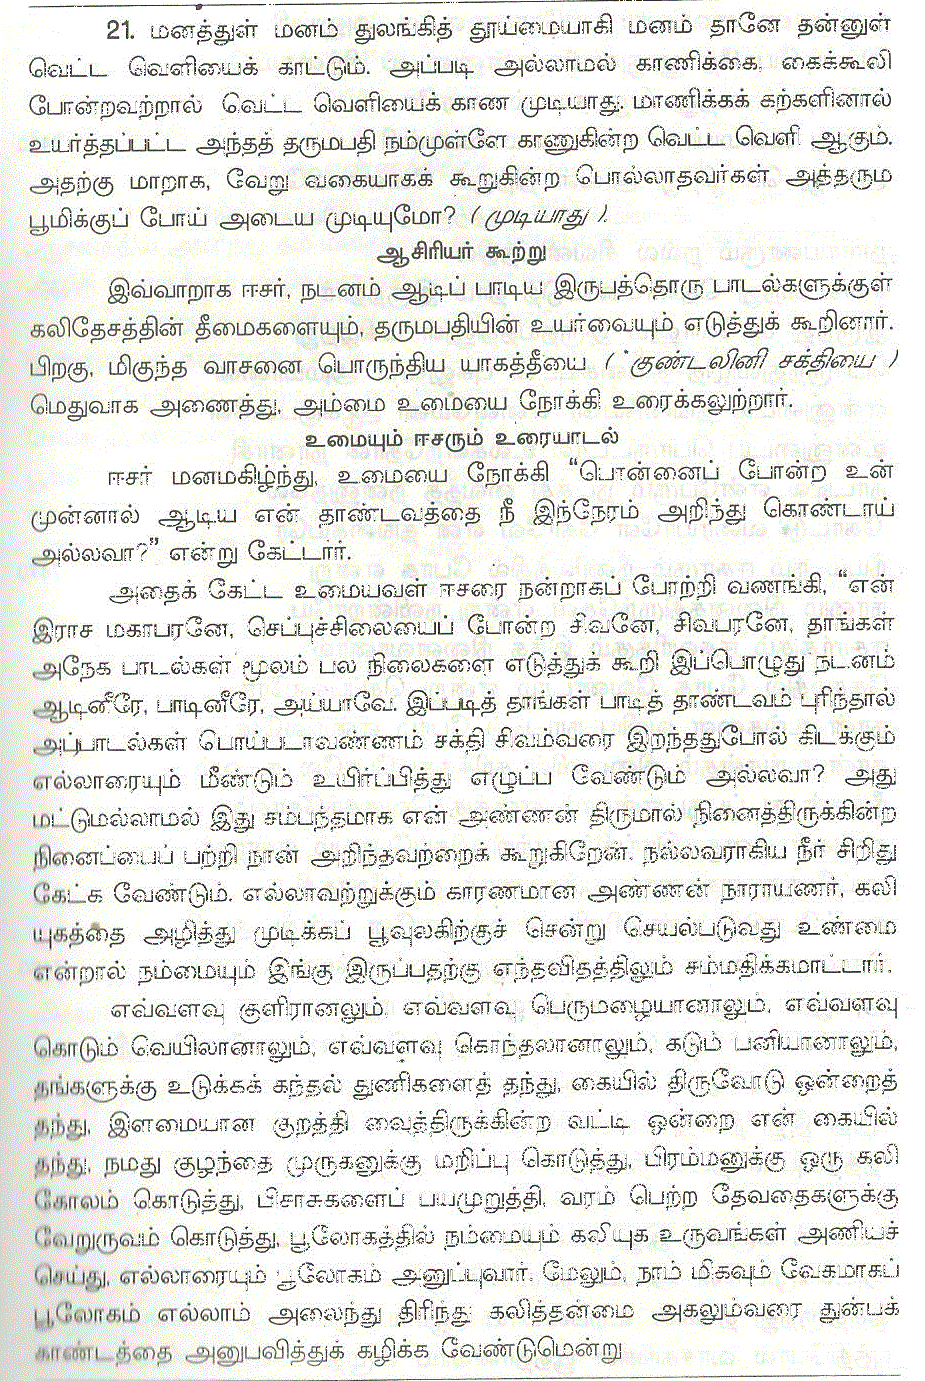 21. மனத்துள் மனம் துலங்கித் தூய்மையாகி மனம் தானே தன்னுள்
வெட்ட வெளியைக் காட்டும். அப்படி அல்லாமல் காணிக்கை, கைக்கூலி
போன்றவற்றால் வெட்ட வெளியைக் காண முடியாது. மாணிக்கக் கற்களினால்
உயர்த்தப்பட்ட அந்தத் தருமபதி நம்முள்ளே காணுகின்ற வெட்ட வெளி ஆகும்.
அதற்கு மாறாக, வேறு வகையாகக் கூறுகின்ற பொல்லாதவர்கள் அத்தரும
பூமிக்குப் போய் அடைய முடியுமோ? ( முடியாது ).
ஆசிரியர் கூற்று
இவ்வாறாக ஈசர், நடனம் ஆடிப் பாடிய இருபத்தொரு பாடல்களுக்குள்
கலிதேசத்தின் தீமைகளையும், தருமபதியின் உயர்வையும் எடுத்துக் கூறினார்.
பிறகு, மிகுந்த வாசனை பொருந்திய யாகத்தீயை ( குண்டலினி சக்தியை )
மெதுவாக அணைத்து, அம்மை உமையை நோக்கி உரைக்கலுற்றார்.
உமையும் ஈசரும் உரையாடல்
ஈசர் மனமகிழ்ந்து, உமையை நோக்கி “பொன்னைப் போன்ற உன்
முன்னால் ஆடிய என் தாண்டவத்தை நீ இந்நேரம் அறிந்து கொண்டாய்
அல்லவா?” என்று கேட்டார்.
அதைக் கேட்ட உமையவள் ஈசரை நன்றாகப் போற்றி வணங்கி, “என்
இராச மகாபரனே, செப்புச்சிலையைப் போன்ற சிவனே, சிவபரனே, தாங்கள்
அநேக பாடல்கள் மூலம் பல நிலைகளை எடுத்துக் கூறி இப்பொழுது நடனம்
ஆடினீரே, பாடினீரே, அய்யாவே. இப்படித் தாங்கள் பாடித் தாண்டவம் புரிந்தால்
அப்பாடல்கள் பொய்படாவண்ணம் சக்தி சிவம்வரை இறந்ததுபோல் கிடக்கும்
எல்லாரையும் மீண்டும் உயிர்ப்பித்து எழுப்ப வேண்டும் அல்லவா? அது
மட்டுமல்லாமல் இது சம்பந்தமாக என் அண்ணன் திருமால் நினைத்திருக்கின்ற
நினைப்பைப் பற்றி நான் அறிந்தவற்றைக் கூறுகிறேன். நல்லவராகிய நீர் சிறிது
கேட்க வேண்டும். எல்லாவற்றுக்கும் காரணமான அண்ணன் நாராயணர், கலி
யுகத்தை அழித்து முடிக்கப் பூவுலகிற்குச் சென்று செயல்படுவது உண்மை
என்றால் நம்மையும் இங்கு இருப்பதற்கு எந்தவிதத்திலும் சம்மதிக்கமாட்டார்.
எவ்வளவு குளிரானலும், எவ்வளவு பெருமழையானாலும், எவ்வளவு
கொடும் வெயிலானாலும், எவ்வளவு கொந்தலானாலும், கடும் பனியானாலும்,
தங்களுக்கு உடுக்கக் கந்தல் துணிகளைத் தந்து, கையில் திருவோடு ஒன்றைத்
தந்து, இளமையான குறத்தி வைத்திருக்கின்ற வட்டி ஒன்றை என் கையில்
தந்து, நமது குழந்தை முருகனுக்கு மறிப்பு கொடுத்து, பிரம்மனுக்கு ஒரு கலி
கோலம் கொடுத்து, பிசாசுகளைப் பயமுறுத்தி, வரம் பெற்ற தேவதைகளுக்கு
வேறுருவம் கொடுத்து, பூலோகத்தில் நம்மையும் கலியுக உருவங்கள் அணியச்
செய்து, எல்லாரையும் பூலோகம் அனுப்புவார். மேலும், நாம் மிகவும் வேகமாகப்
பூலோகம் எல்லாம் அலைந்து திரிந்து கலித்தன்மை அகலும்வரை துன்பக்
காண்டத்தை அனுபவித்துக் கழிக்க வேண்டுமென்று